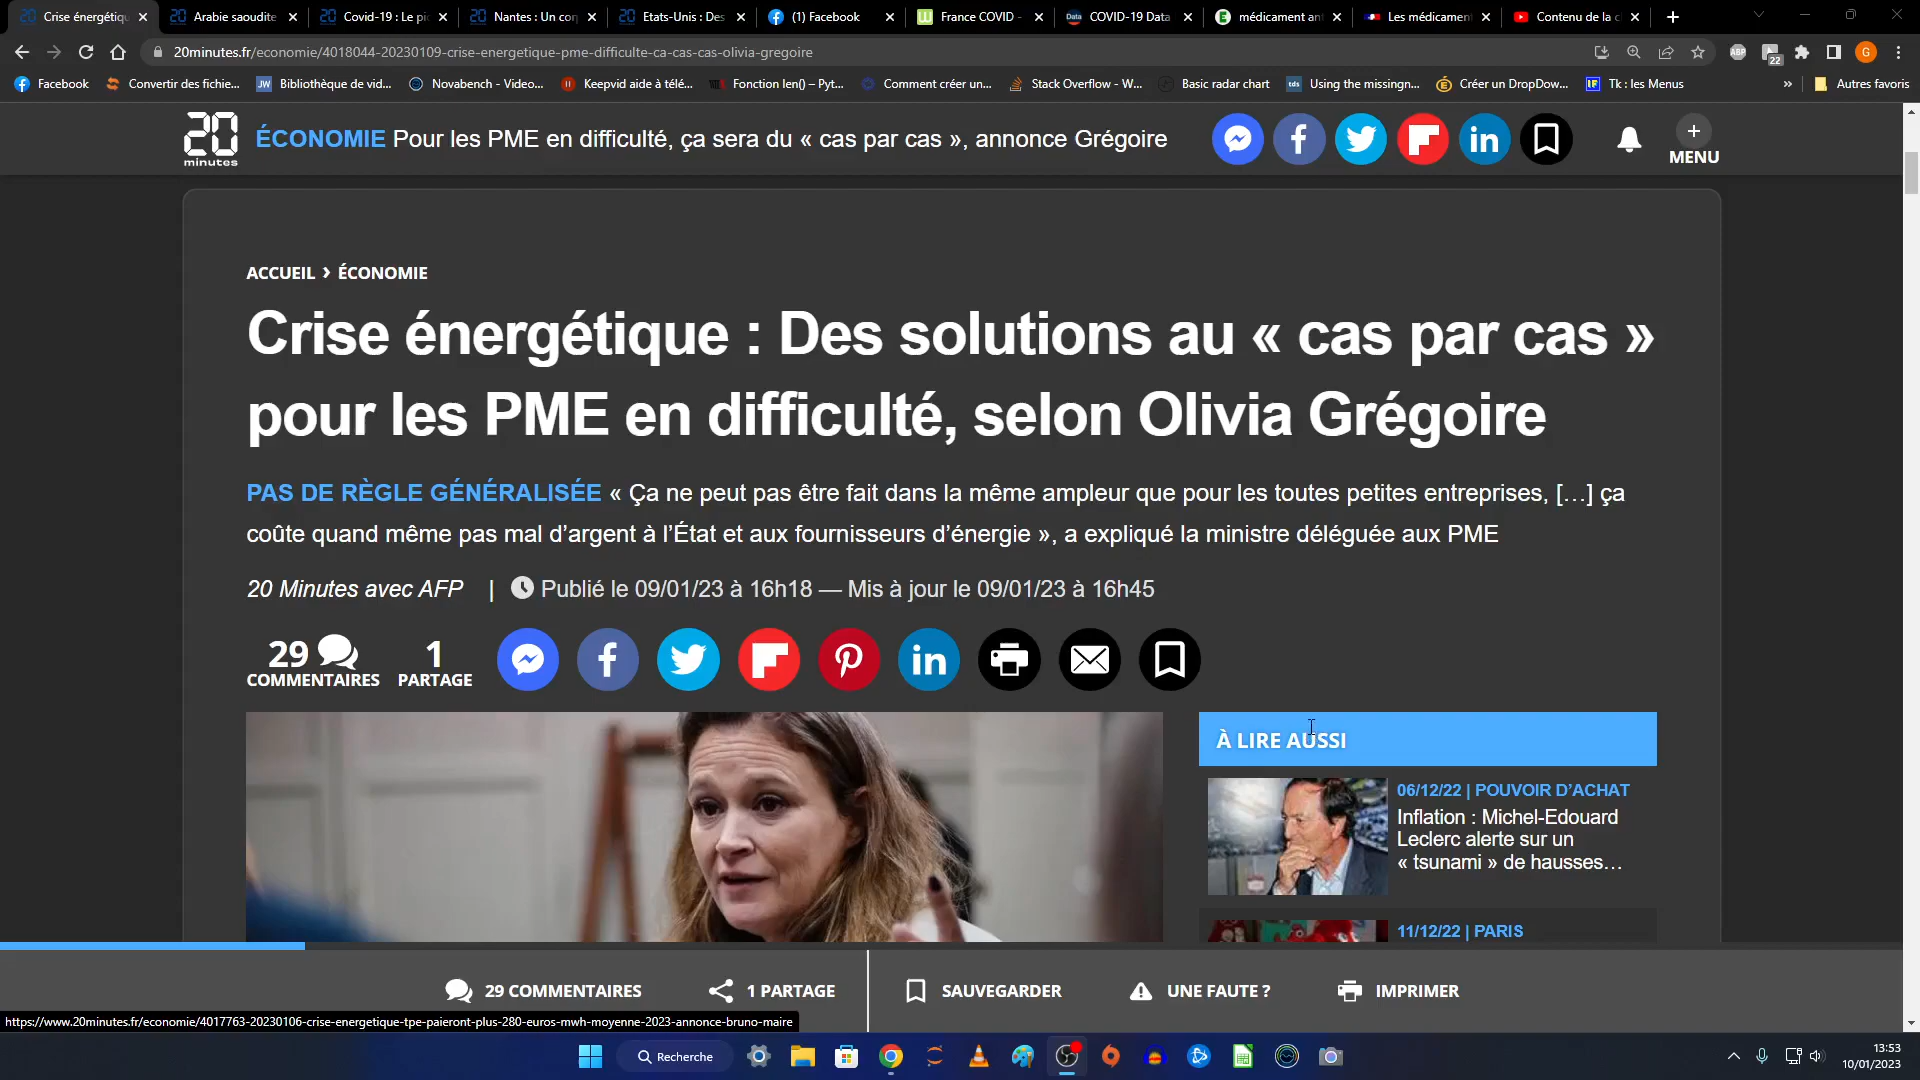 Crise énergétiqu
Arabie saoudite
Covid-19 : Le pi
Nantes : Un cor
Etats-Unis : Des
(1) Facebook
France COVID -
COVID-19 Data
médicament an
Les médicamen
Contenu de la c
20minutes.fr/economie/4018044-20230109-crise-energetique-pme-difficulte-ca-cas-cas-olivia-gregoire
ABP
22
G
Facebook
Convertir des fichie...
JW
Bibliothèque de vid...
Novabench - Video...
Keepvid aide à télé...
Fonction len() – Pyt...
Comment créer un...
Stack Overflow - W...
Basic radar chart
tds
Using the missingn...
Créer un DropDow...
Tk : les Menus
»
Autres favoris
20 minutes
ÉCONOMIE Pour les PME en difficulté, ça sera du « cas par cas », annonce Grégoire
MENU
ACCUEIL › ÉCONOMIE
Crise énergétique : Des solutions au « cas par cas »
pour les PME en difficulté, selon Olivia Grégoire
PAS DE RÈGLE GÉNÉRALISÉE « Ça ne peut pas être fait dans la même ampleur que pour les toutes petites entreprises, […] ça
coûte quand même pas mal d’argent à l’État et aux fournisseurs d’énergie », a expliqué la ministre déléguée aux PME
20 Minutes avec AFP | Publié le 09/01/23 à 16h18 — Mis à jour le 09/01/23 à 16h45
29 COMMENTAIRES
1 PARTAGE
À LIRE AUSSI
06/12/22 | POUVOIR D’ACHAT
Inflation : Michel-Edouard
Leclerc alerte sur un
« tsunami » de hausses…
11/12/22 | PARIS
29 COMMENTAIRES
1 PARTAGE
SAUVEGARDER
UNE FAUTE ?
IMPRIMER
https://www.20minutes.fr/economie/4017763-20230106-crise-energetique-tpe-paieront-plus-280-euros-mwh-moyenne-2023-annonce-bruno-maire
Recherche
13:53
10/01/2023